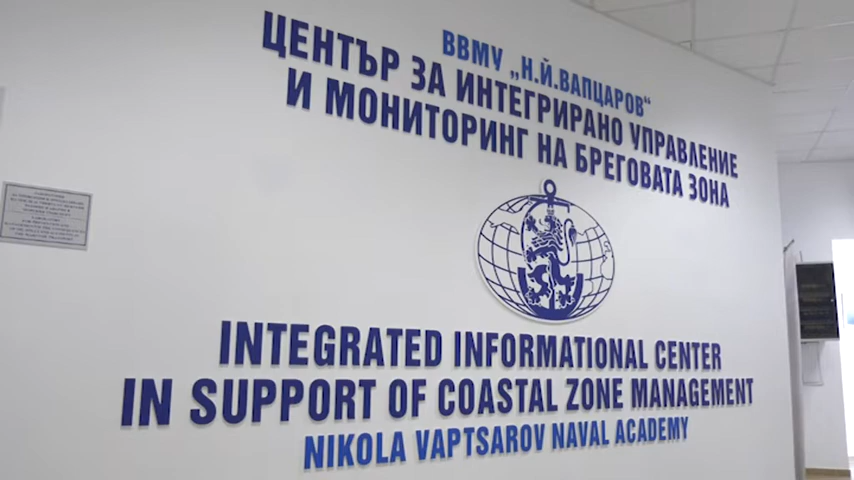 ВВМУ „Н.Й.ВАПЦАРОВ“
ЦЕНТЪР ЗА ИНТЕГРИРАНО УПРАВЛЕНИЕ
И МОНИТОРИНГ НА БРЕГОВАТА ЗОНА
INTEGRATED INFORMATIONAL CENTER
IN SUPPORT OF COASTAL ZONE MANAGEMENT
NIKOLA VAPTSAROV NAVAL ACADEMY